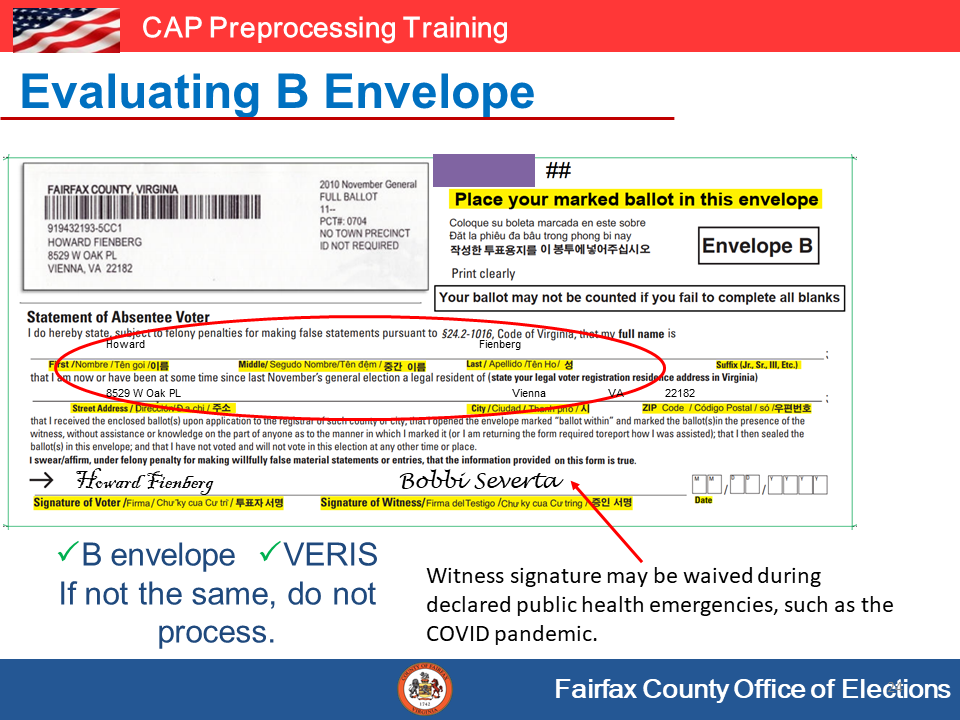 CAP Preprocessing Training
Evaluating B Envelope
FAIRFAX COUNTY, VIRGINIA
919432193-5CC1
HOWARD FIENBERG
8529 W OAK PL
VIENNA, VA 22182
2010 November General
FULL BALLOT
11--
PCT#: 0704
NO TOWN PRECINCT
ID NOT REQUIRED
##
Place your marked ballot in this envelope
Coloque su boleta marcada en este sobre
Đặt la phiêu đa bâu trong phong bi nay
작성한 투표용지를 이 봉투에넣어주십시오
Envelope B
Print clearly
Your ballot may not be counted if you fail to complete all blanks
Statement of Absentee Voter
I do hereby state, subject to felony penalties for making false statements pursuant to §24.2-1016, Code of Virginia, that my full name is
Howard Fienberg
First /Nombre / Tên gọi /이름 Middle/ Segudo Nombre/Tên đệm / 중간 이름 Last / Apellido /Tên Họ/ 성 Suffix (Jr., Sr., III, Etc.)
that I am now or have been at some time since last November's general election a legal resident of (state your legal voter registration residence address in Virginia)
8529 W Oak PL Vienna VA 22182
Street Address / Dirección/Đia chi / 주소 City / Ciudad / Thanh phố / 시 ZIP Code / Código Postal / số /우편번호
that I received the enclosed ballot(s) upon application to the registrar of such county or city; that I opened the envelope marked "ballot within" and marked the ballot(s)in the presence of the
witness, without assistance or knowledge on the part of anyone as to the manner in which I marked it (or I am returning the form required toreport how I was assisted); that I then sealed the
ballot(s) in this envelope; and that I have not voted and will not vote in this election at any other time or place.
I swear/affirm, under felony penalty for making willfully false material statements or entries, that the information provided on this form is true.
Howard Fienberg Bobbi Severta
M M / D D / Y Y Y Y
Signature of Voter /Firma / Chư ky cua Cư tri / 투표자 서명 Signature of Witness/ Firma delTestigo / Chư ky cua Cư tring / 증인 서명 Date
✓B envelope ✓VERIS
If not the same, do not
process.
Witness signature may be waived during
declared public health emergencies, such as the
COVID pandemic.
COUNTY OF FAIRFAX
VIRGINIA
1742
Fairfax County Office of Elections